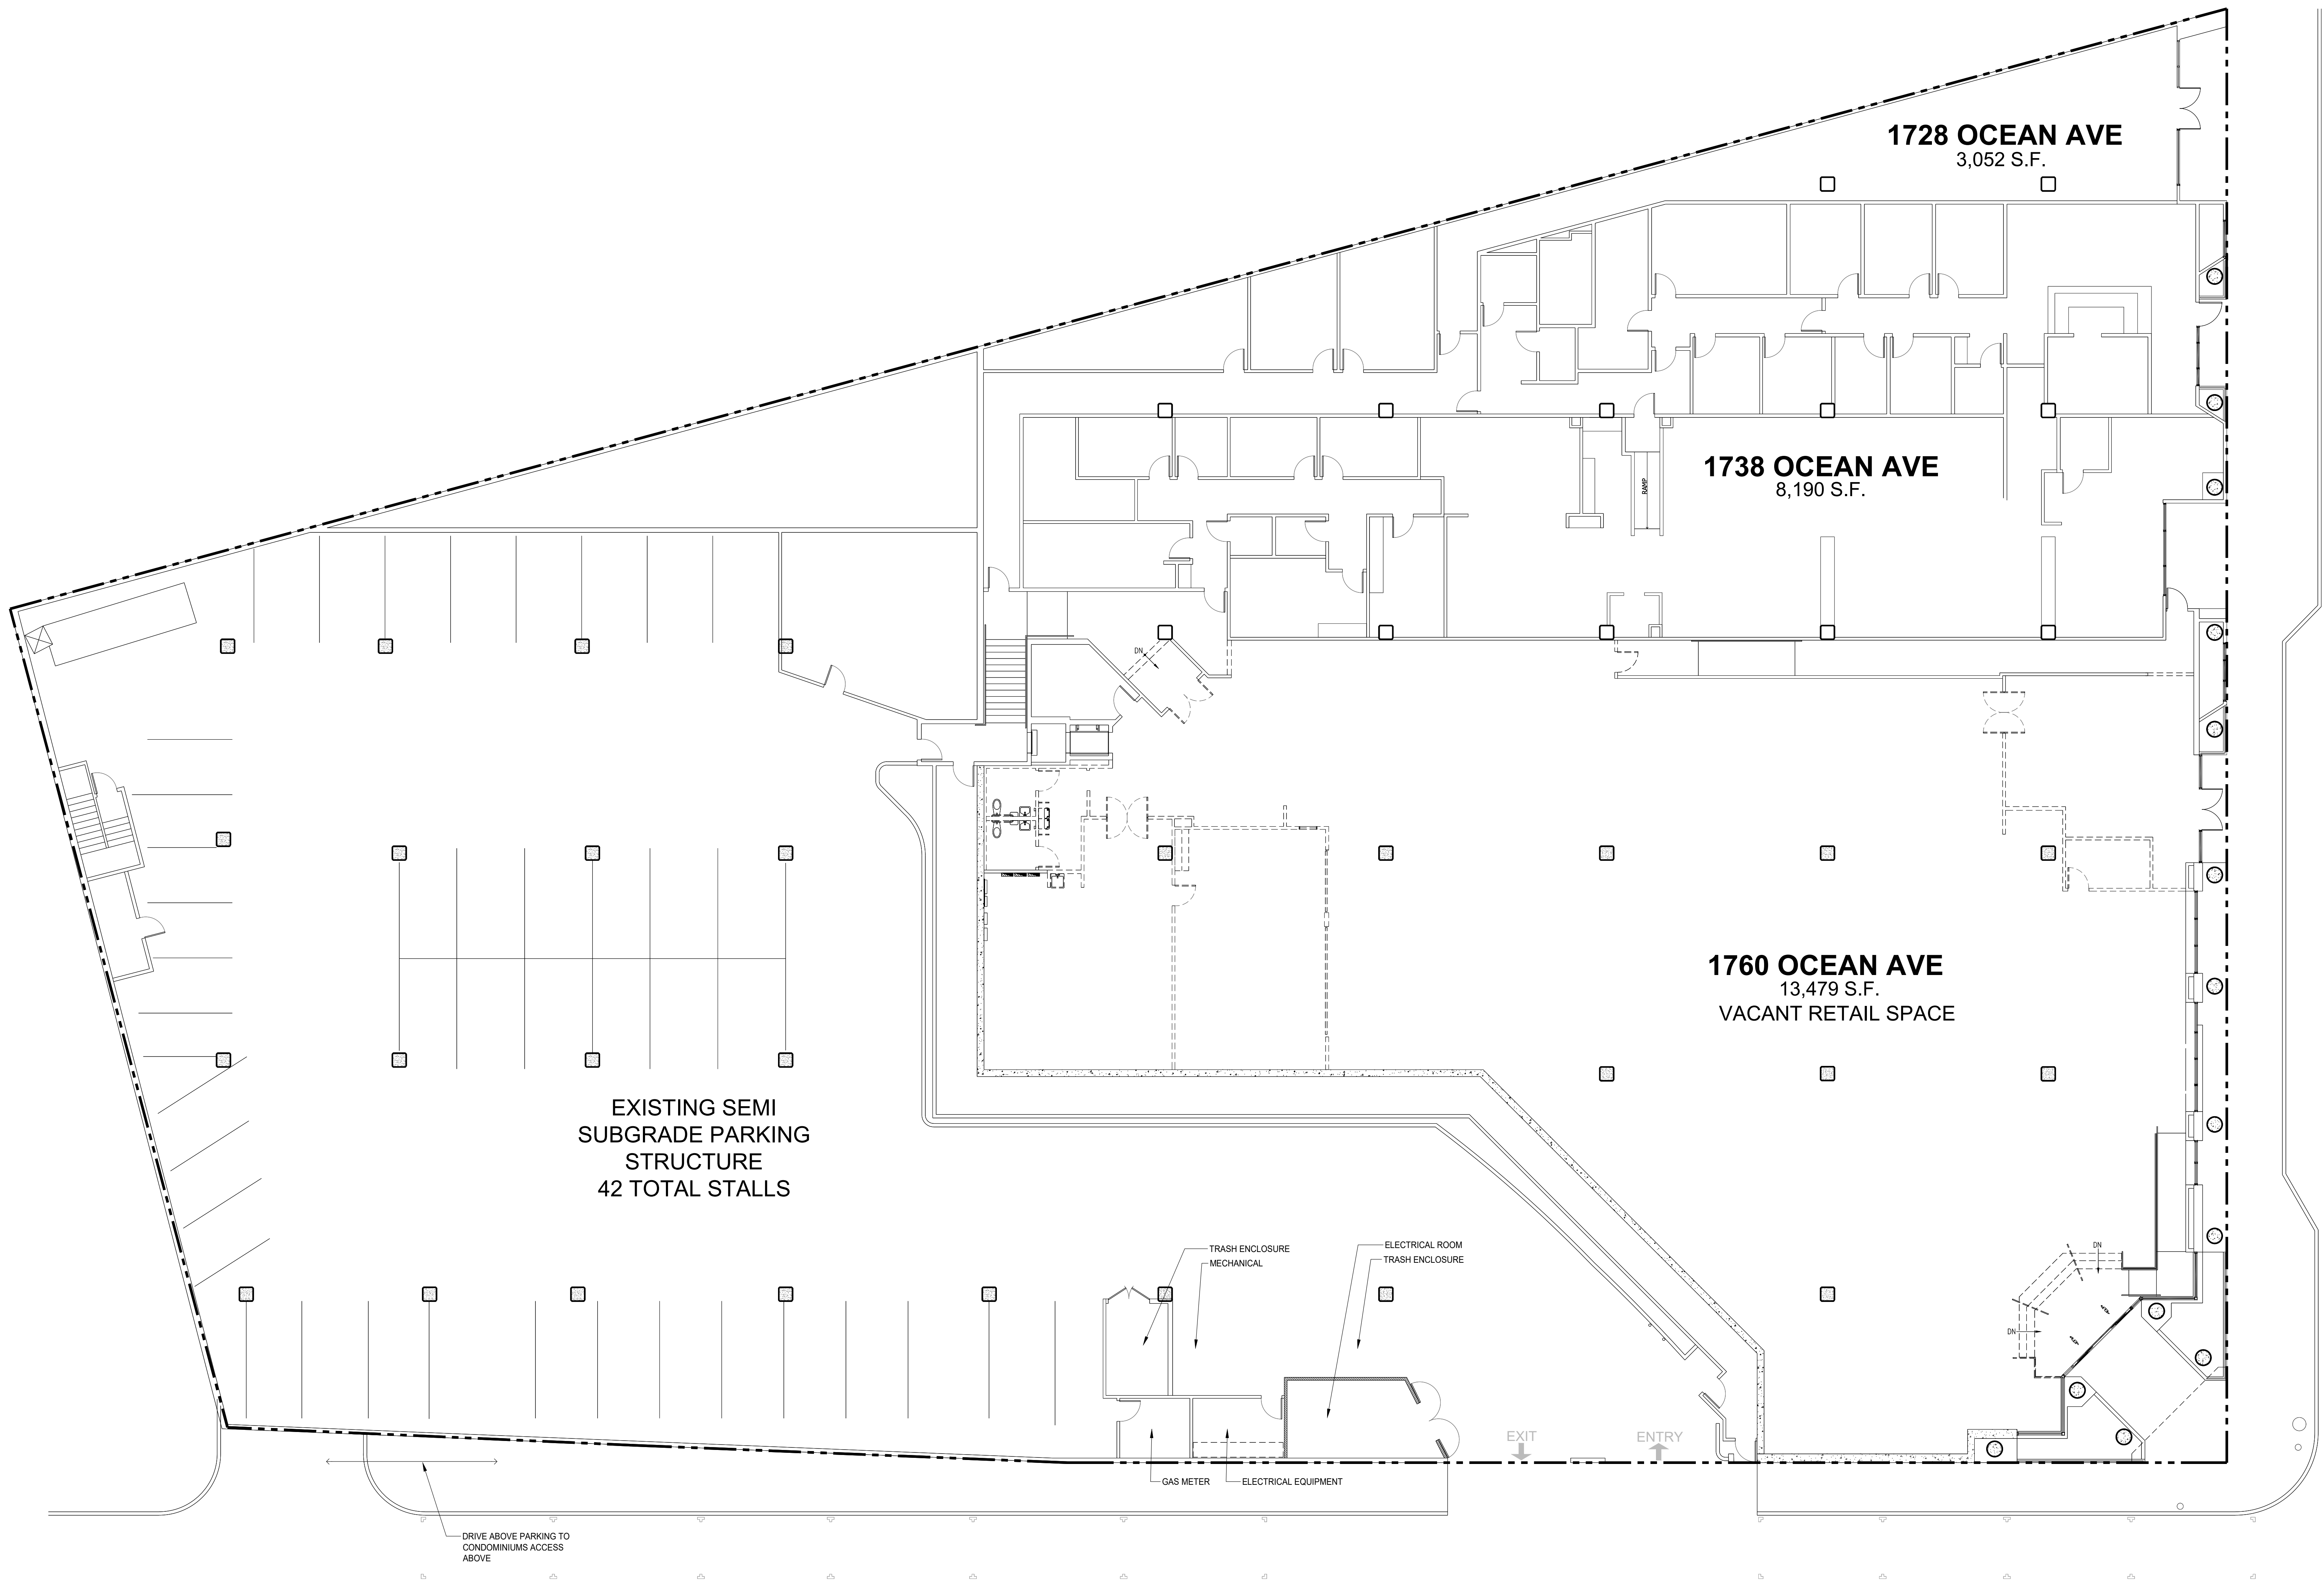 1728 OCEAN AVE
3,052 S.F.
1738 OCEAN AVE
8,190 S.F.
RAMP
DN
1760 OCEAN AVE
13,479 S.F.
VACANT RETAIL SPACE
EXISTING SEMI
SUBGRADE PARKING
STRUCTURE
42 TOTAL STALLS
TRASH ENCLOSURE
MECHANICAL
ELECTRICAL ROOM
TRASH ENCLOSURE
DN
DN
EXIT
ENTRY
GAS METER
ELECTRICAL EQUIPMENT
DRIVE ABOVE PARKING TO
CONDOMINIUMS ACCESS
ABOVE